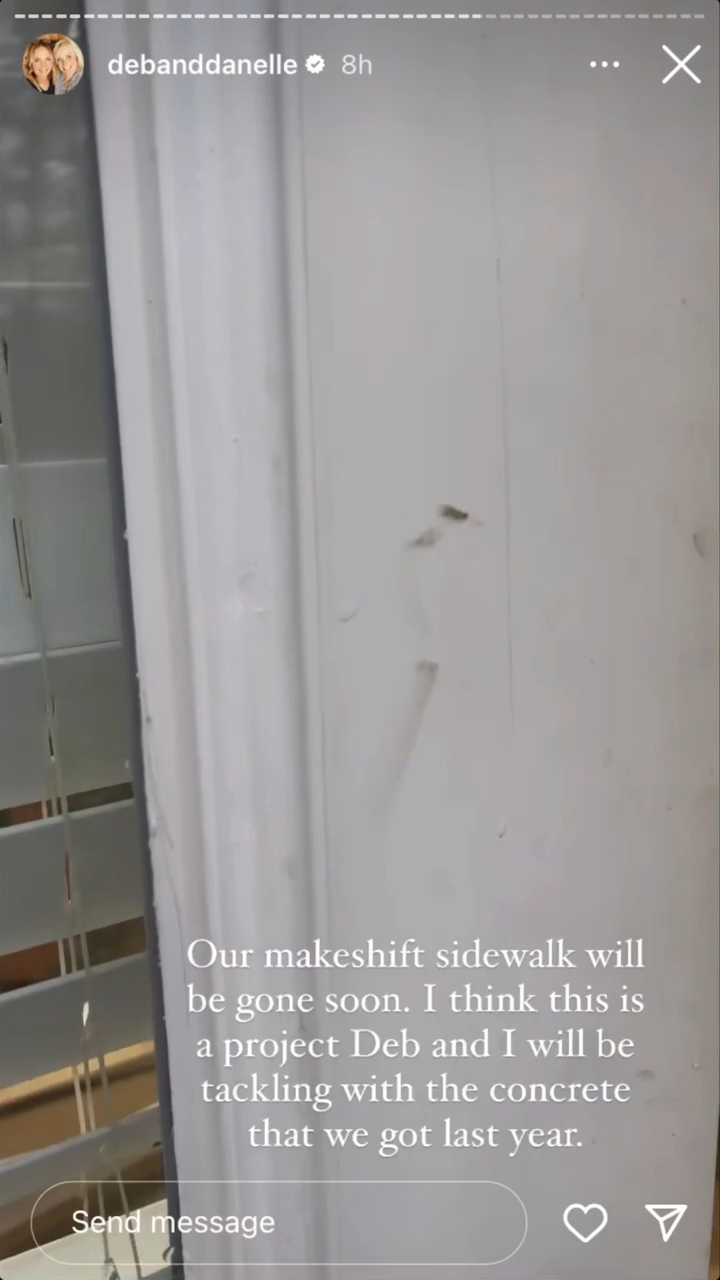 debanddanelle 8h
Our makeshift sidewalk will
be gone soon. I think this is
a project Deb and I will be
tackling with the concrete
that we got last year.
Send message